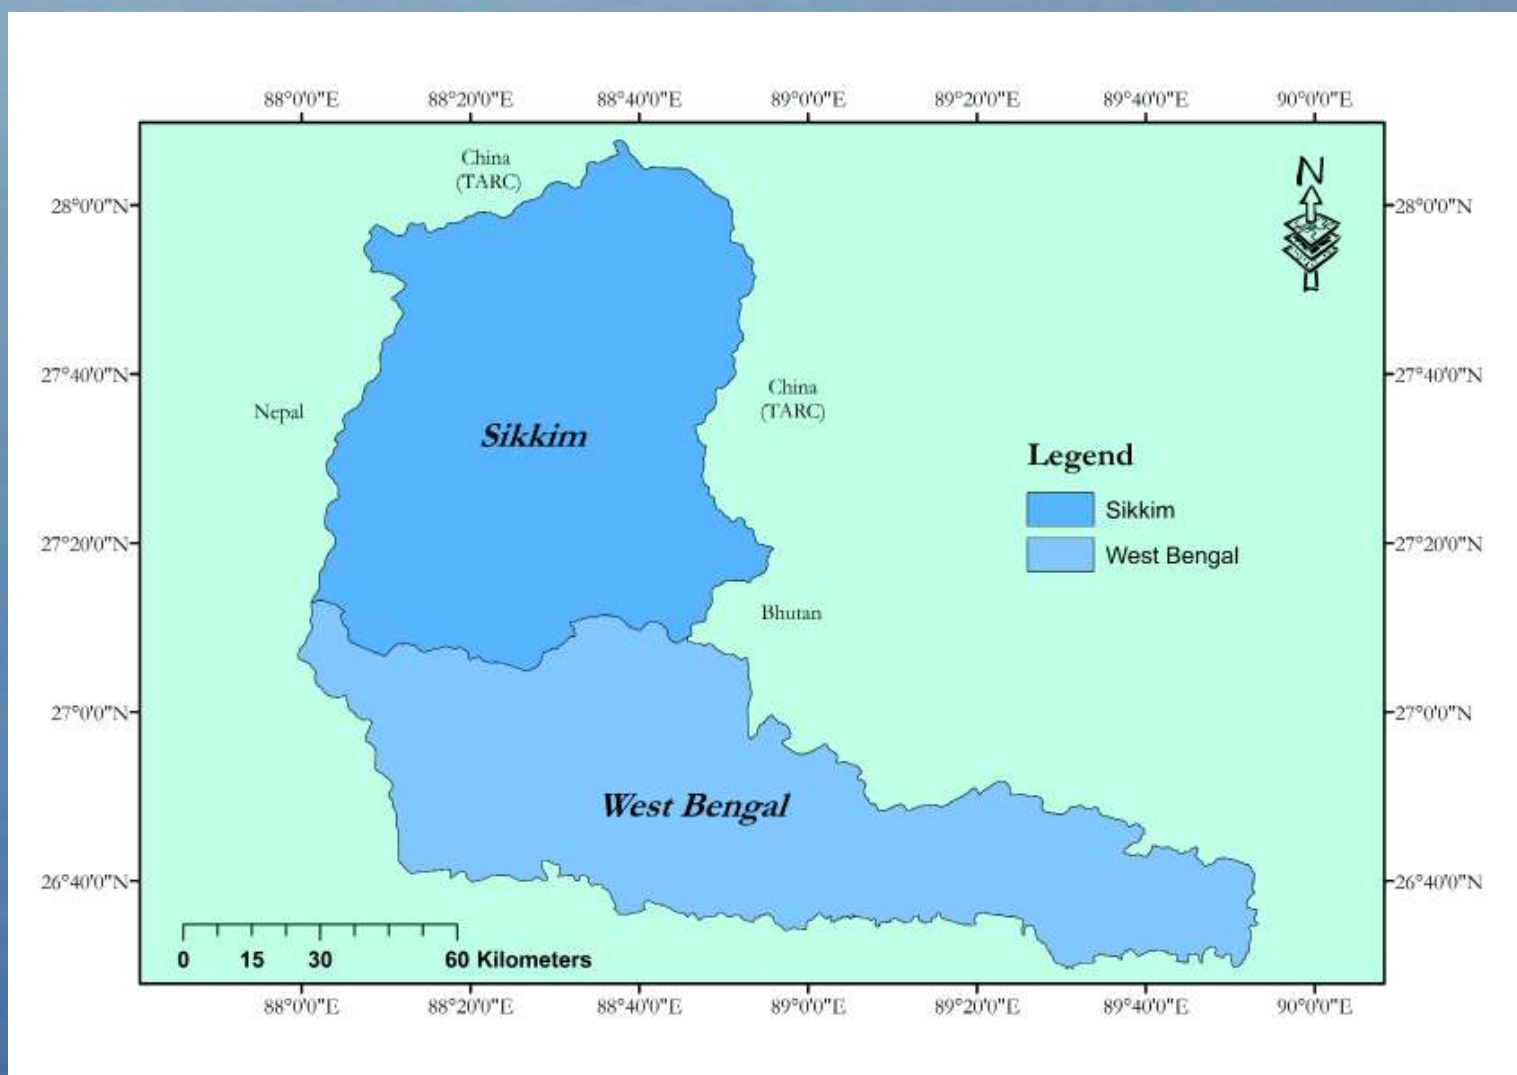 88°0'0"E 88°20'0"E 88°40'0"E 89°0'0"E 89°20'0"E 89°40'0"E 90°0'0"E
China
(TARC)
N
28°0'0"N 28°0'0"N
27°40'0"N 27°40'0"N
China
(TARC)
Nepal
Sikkim
Legend
Sikkim
West Bengal
27°20'0"N 27°20'0"N
Bhutan
27°0'0"N 27°0'0"N
West Bengal
26°40'0"N 26°40'0"N
0 15 30 60 Kilometers
88°0'0"E 88°20'0"E 88°40'0"E 89°0'0"E 89°20'0"E 89°40'0"E 90°0'0"E